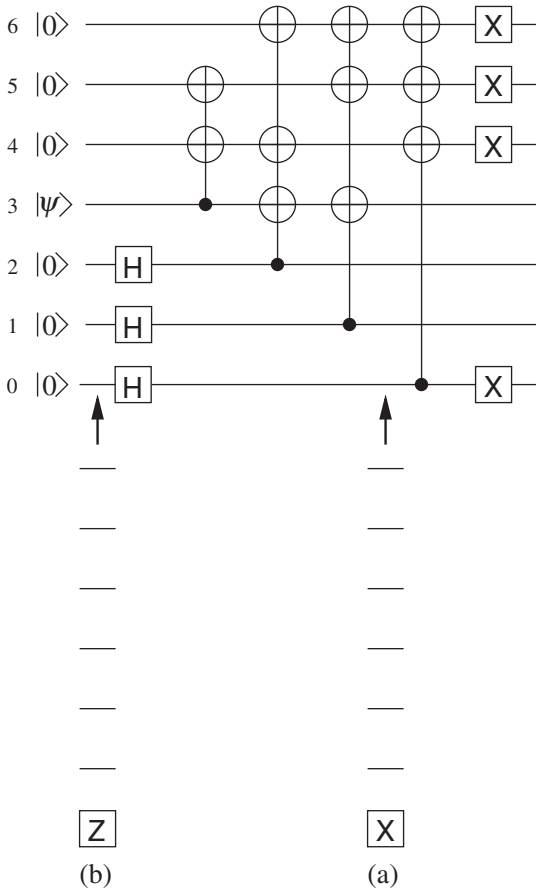 6 |0⟩ X
5 |0⟩ X
4 |0⟩ X
3 |ψ⟩
2 |0⟩ H
1 |0⟩ H
0 |0⟩ H X
Z X
(b) (a)